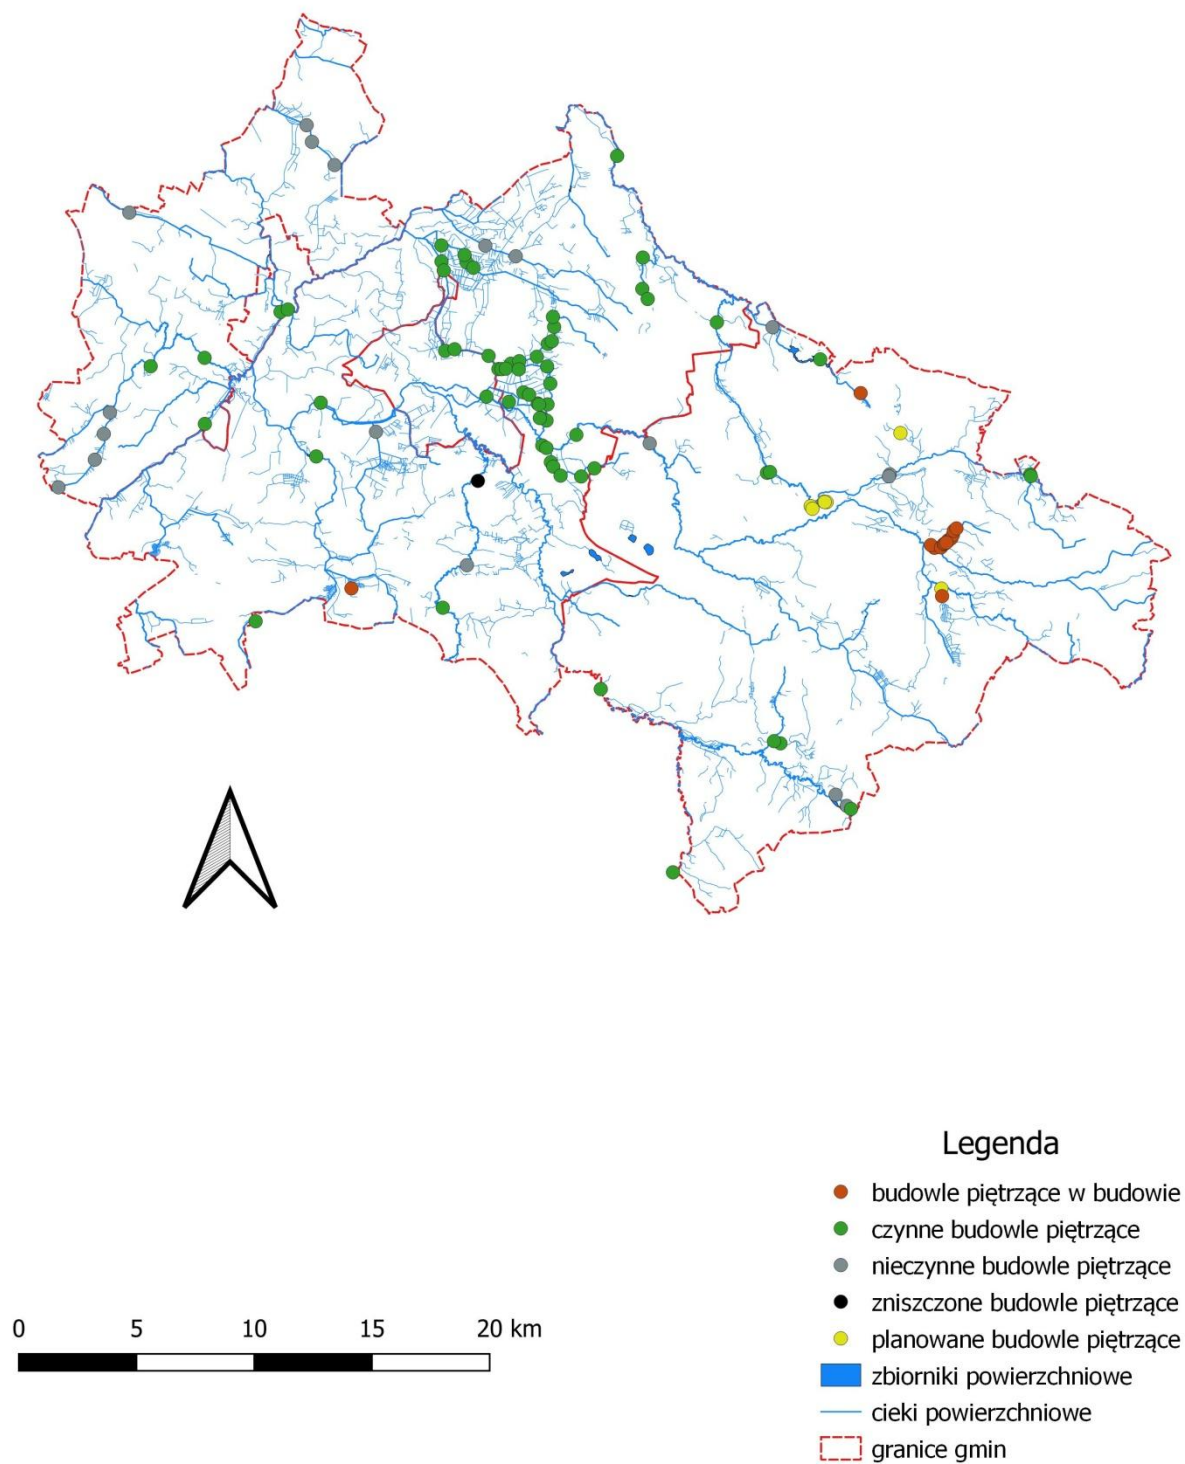 Legenda
budowle piętrzące w budowie
czynne budowle piętrzące
nieczynne budowle piętrzące
zniszczone budowle piętrzące
planowane budowle piętrzące
zbiorniki powierzchniowe
cieki powierzchniowe
granice gmin
0 5 10 15 20 km